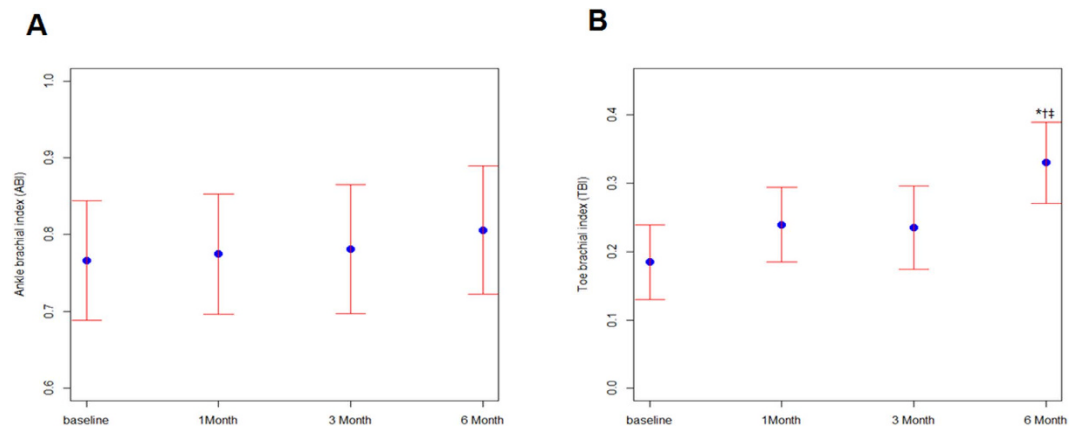 A
Ankle brachial index (ABI)
1.0
0.9
0.8
0.7
0.6
baseline
1Month
3 Month
6 Month
B
Toe brachial index (TBI)
0.4
0.3
0.2
0.1
0.0
*†‡
baseline
1Month
3 Month
6 Month